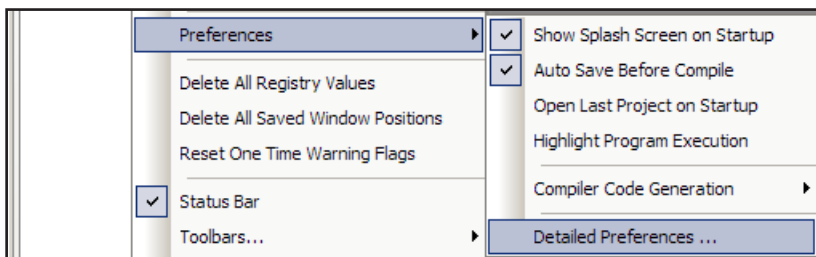 Preferences
Delete All Registry Values
Delete All Saved Window Positions
Reset One Time Warning Flags
Status Bar
Toolbars...
Show Splash Screen on Startup
Auto Save Before Compile
Open Last Project on Startup
Highlight Program Execution
Compiler Code Generation
Detailed Preferences ...